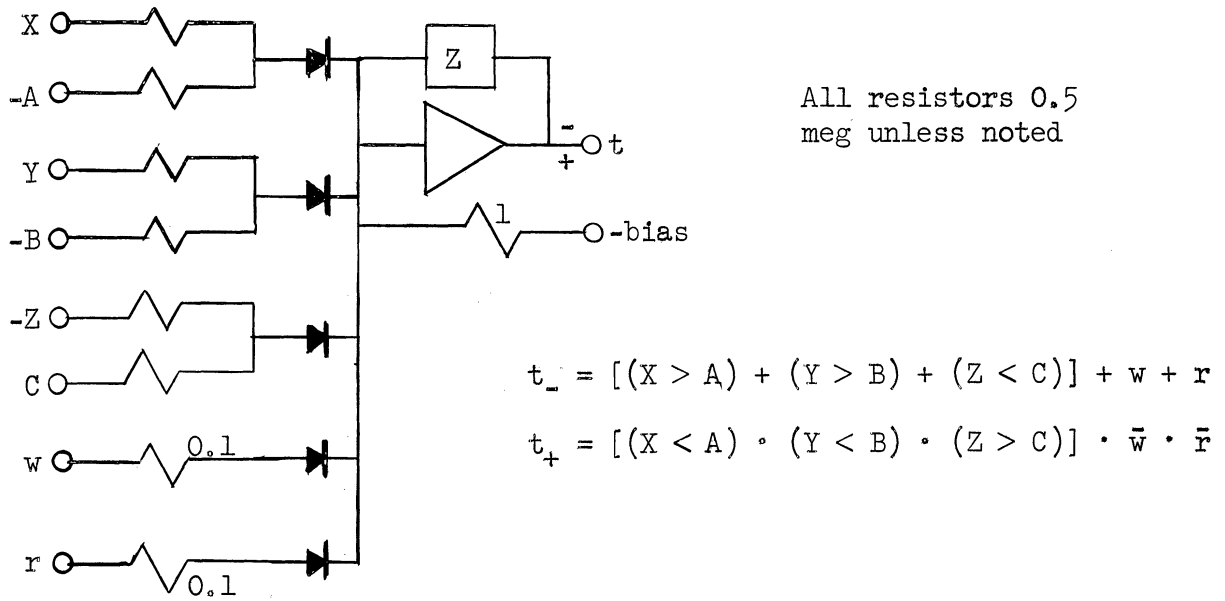 X
-A
Y
-B
-Z
C
w
0.1
r
0.1
Z
-
+
t
1
-bias
All resistors 0.5
meg unless noted
t_ = [(X > A) + (Y > B) + (Z < C)] + w + r
t₊ = [(X < A) · (Y < B) · (Z > C)] · w̄ · r̄